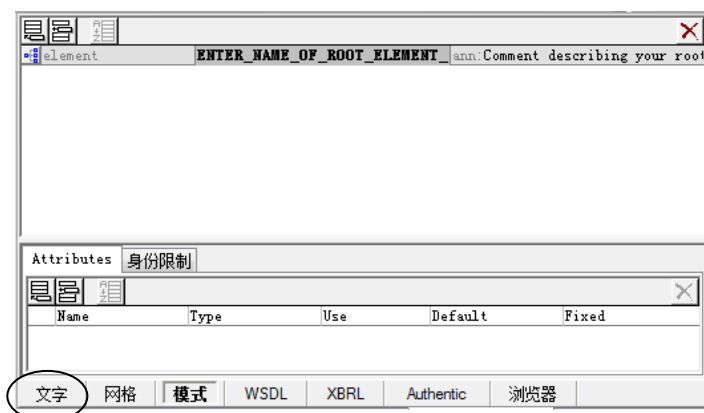 element ENTER_NAME_OF_ROOT_ELEMENT_ ann:Comment describing your root
Attributes 身份限制
Name Type Use Default Fixed
文字 网格 模式 WSDL XBRL Authentic 浏览器